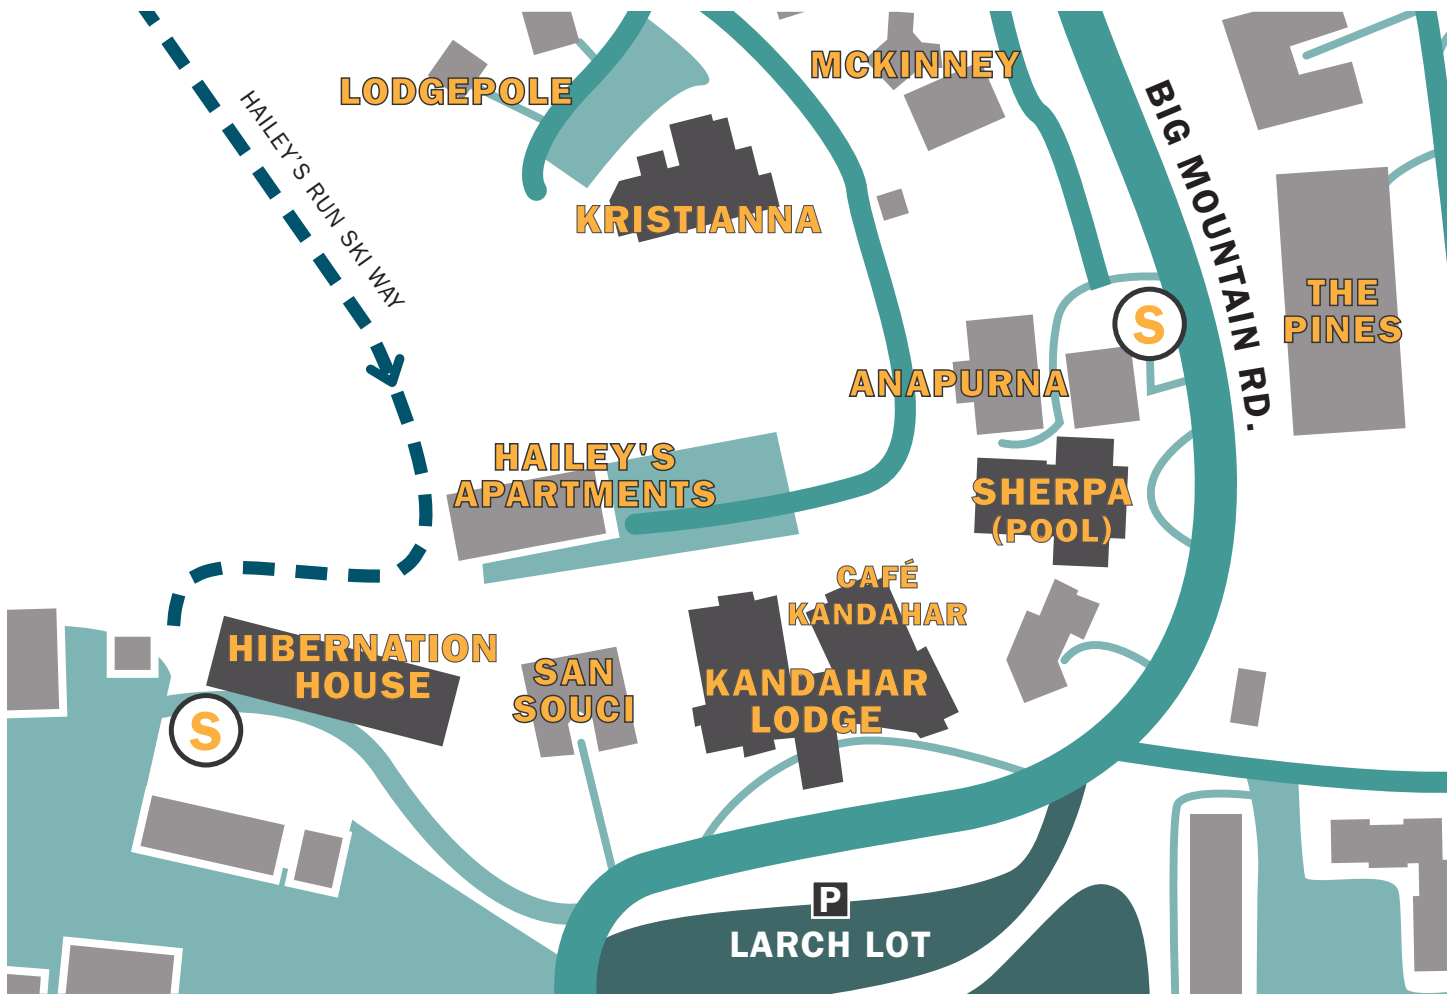 MCKINNEY
LODGEPOLE
HAILEY'S RUN SKI WAY
BIG MOUNTAIN RD.
KRISTIANNA
THE
PINES
S
ANAPURNA
HAILEY'S
APARTMENTS
SHERPA
(POOL)
CAFÉ
KANDAHAR
HIBERNATION
HOUSE
SAN
SOUCI
KANDAHAR
LODGE
S
P
LARCH LOT